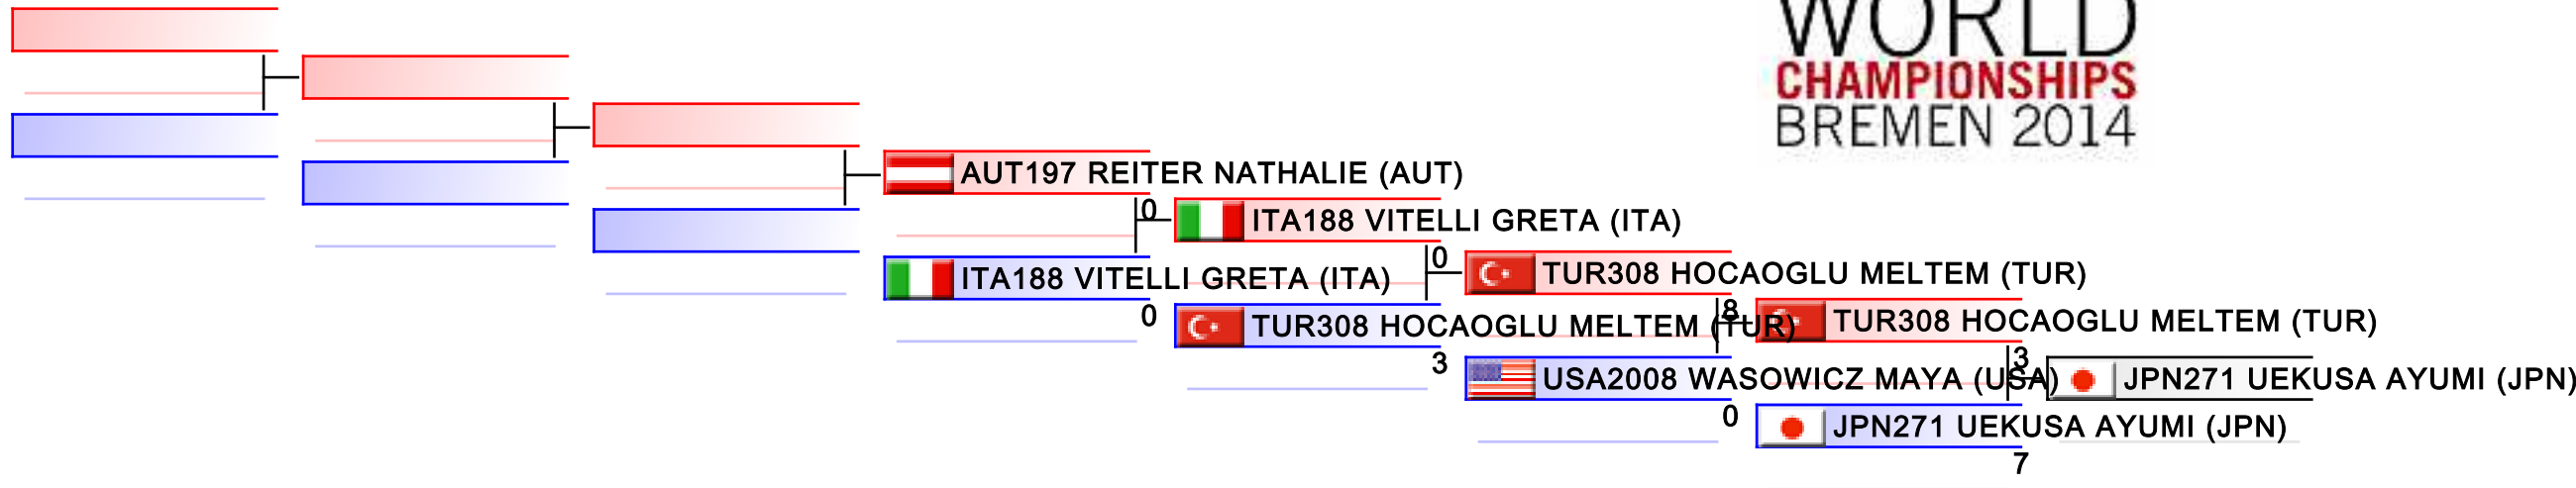 WORLD
CHAMPIONSHIPS
BREMEN 2014
AUT197 REITER NATHALIE (AUT)
0
ITA188 VITELLI GRETA (ITA)
0
ITA188 VITELLI GRETA (ITA)
0
TUR308 HOCAOGLU MELTEM (TUR)
3
TUR308 HOCAOGLU MELTEM (TUR)
8
USA2008 WASOWICZ MAYA (USA)
0
TUR308 HOCAOGLU MELTEM (TUR)
3
JPN271 UEKUSA AYUMI (JPN)
7
JPN271 UEKUSA AYUMI (JPN)